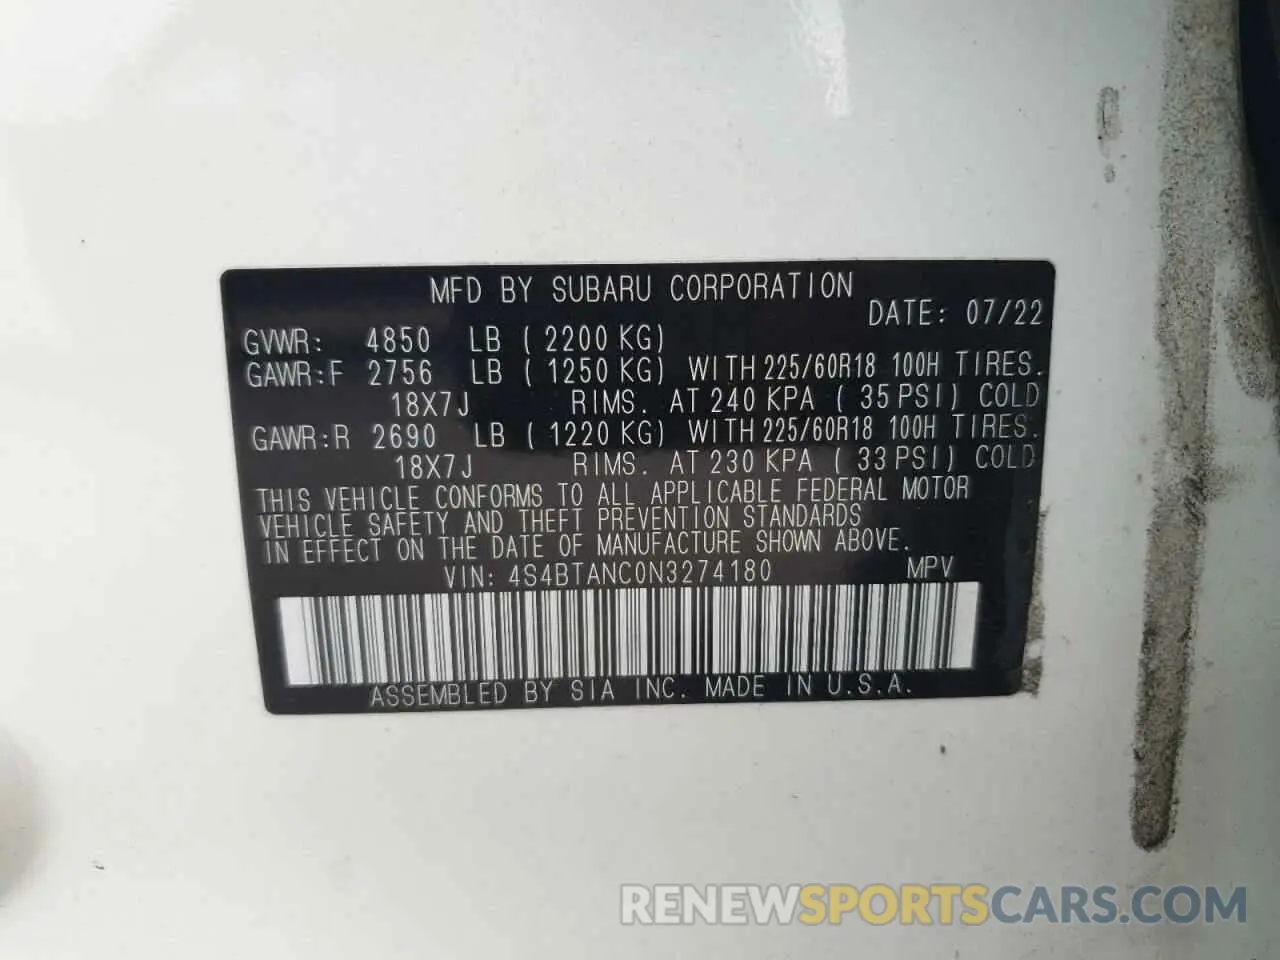 MFD BY SUBARU CORPORATION
DATE: 07/22
GVWR: 4850 LB ( 2200 KG)
GAWR:F 2756 LB ( 1250 KG) WITH 225/60R18 100H TIRES.
18X7J RIMS. AT 240 KPA ( 35 PSI) COLD
GAWR:R 2690 LB ( 1220 KG) WITH 225/60R18 100H TIRES.
18X7J RIMS. AT 230 KPA ( 33 PSI) COLD
THIS VEHICLE CONFORMS TO ALL APPLICABLE FEDERAL MOTOR
VEHICLE SAFETY AND THEFT PREVENTION STANDARDS
IN EFFECT ON THE DATE OF MANUFACTURE SHOWN ABOVE.
VIN: 4S4BTANC0N3274180 MPV
ASSEMBLED BY SIA INC. MADE IN U.S.A.
RENEWSPORTSCARS.COM